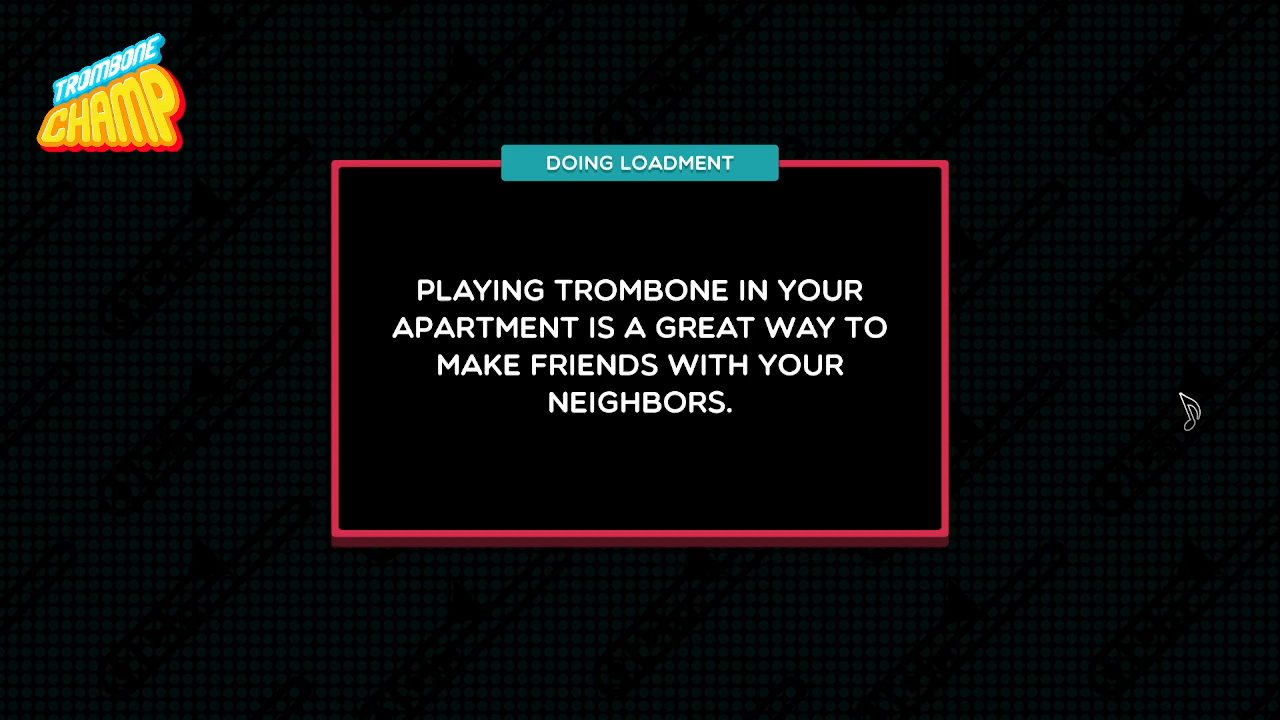 TROMBONE
CHAMP
DOING LOADMENT
PLAYING TROMBONE IN YOUR
APARTMENT IS A GREAT WAY TO
MAKE FRIENDS WITH YOUR
NEIGHBORS.